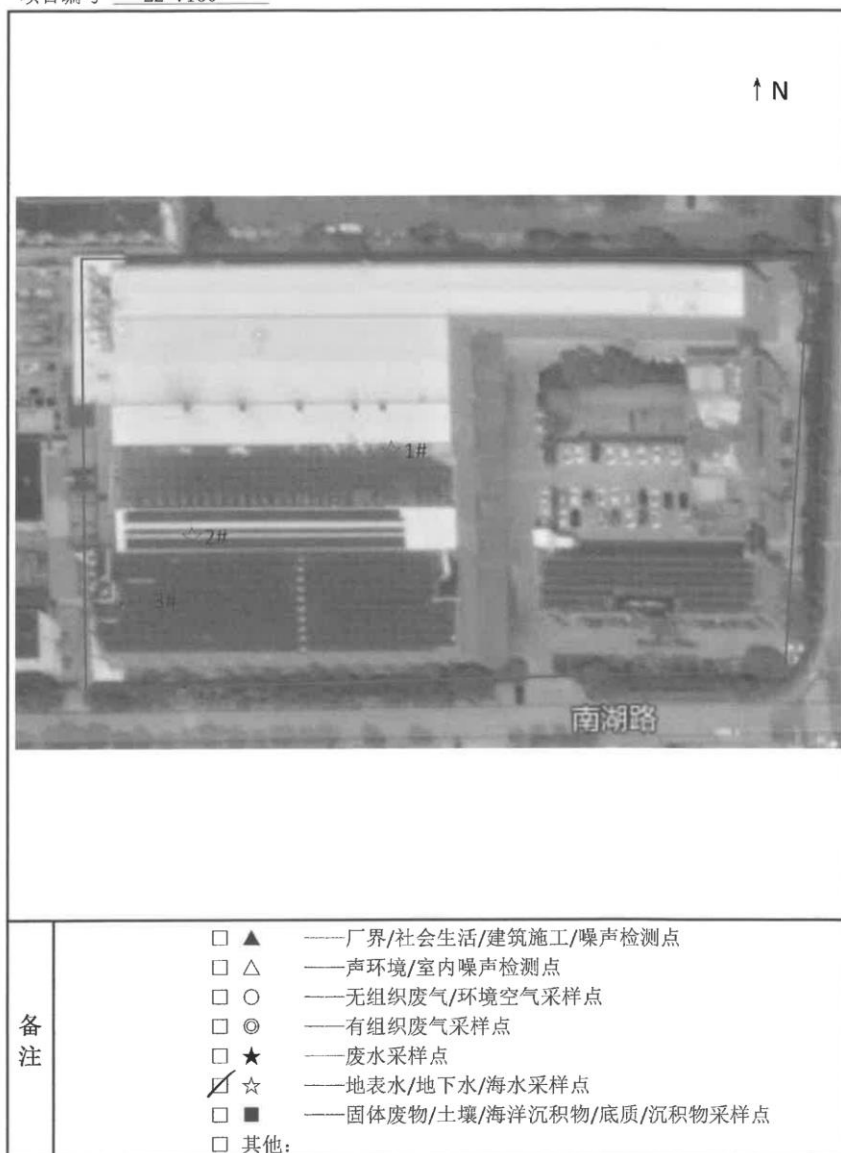 ↑ N
☆ 1#
☆ 2#
3#
南湖路
备注
□ ▲ ——厂界/社会生活/建筑施工/噪声检测点
□ △ ——声环境/室内噪声检测点
□ ○ ——无组织废气/环境空气采样点
□ ◎ ——有组织废气采样点
□ ★ ——废水采样点
☑ ☆ ——地表水/地下水/海水采样点
□ ■ ——固体废物/土壤/海洋沉积物/底质/沉积物采样点
□ 其他：